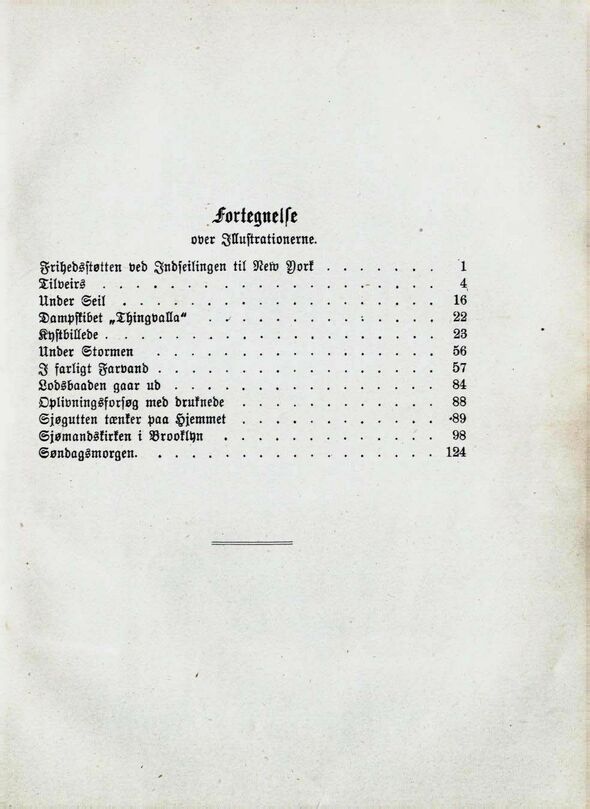 Fortegnelse
over Illustrationerne.
Frihedsstøtten ved Indseilingen til New York . . . . . . . 1
Tilveirs . . . . . . . . . . . . . . . . . . 4
Under Seil . . . . . . . . . . . . . . . . . 16
Dampskibet „Thingvalla“ . . . . . . . . . . . . 22
Kystbillede . . . . . . . . . . . . . . . . . . 23
Under Stormen . . . . . . . . . . . . . . . 56
I farligt Farvand . . . . . . . . . . . . . . . 57
Lodsbaaden gaar ud . . . . . . . . . . . . . . 84
Oplivningsforsøg med druknede . . . . . . . . . . . 88
Sjøgutten tænker paa Hjemmet . . . . . . . . . . . 89
Sjømandskirken i Brooklyn . . . . . . . . . . . 98
Søndagsmorgen. . . . . . . . . . . . . . . . 124